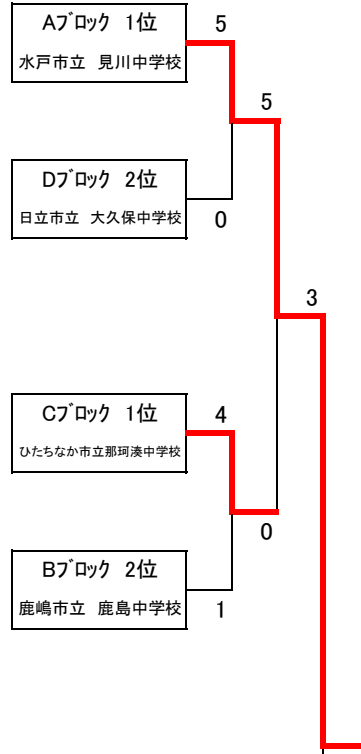 Aﾌﾞﾛｯｸ 1位 5
水戸市立 見川中学校
5
Dﾌﾞﾛｯｸ 2位
日立市立 大久保中学校 0
3
Cﾌﾞﾛｯｸ 1位 4
ひたちなか市立那珂湊中学校
0
Bﾌﾞﾛｯｸ 2位
鹿嶋市立 鹿島中学校 1